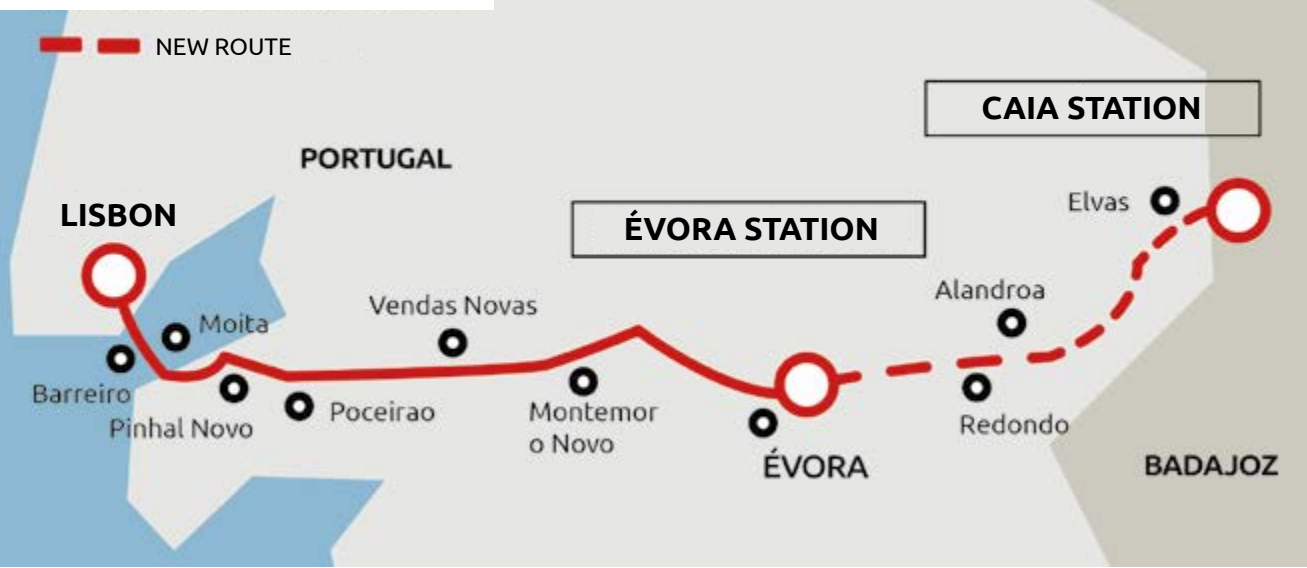 NEW ROUTE
CAIA STATION
PORTUGAL
Elvas
LISBON
ÉVORA STATION
Alandroa
Vendas Novas
Moita
Barreiro
Pinhal Novo
Poceirao
Montemor
o Novo
Redondo
ÉVORA
BADAJOZ